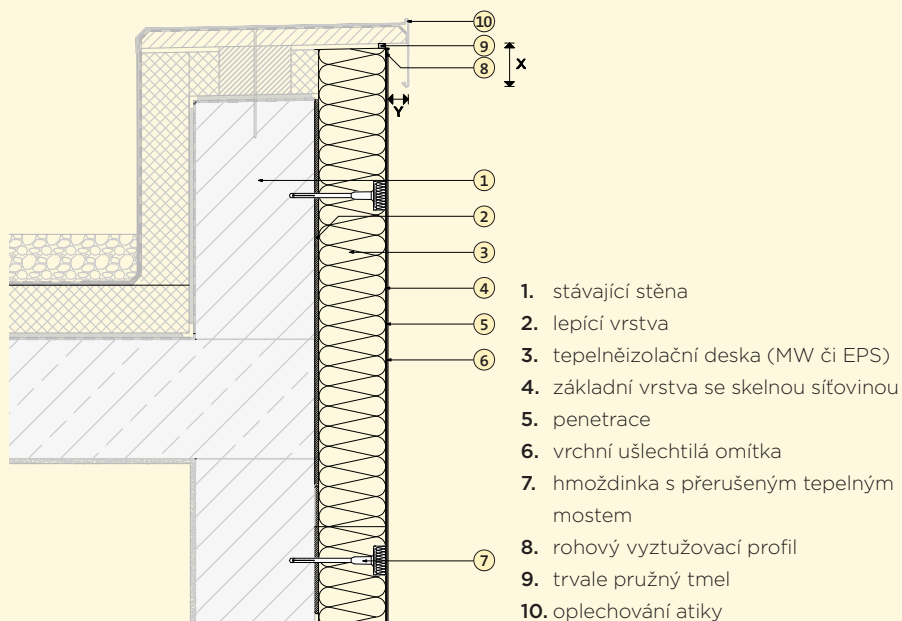 10
9
8
X
Y
1
2
3
4
5
6
7
1. stávající stěna
2. lepící vrstva
3. tepelněizolační deska (MW či EPS)
4. základní vrstva se skelnou síťovinou
5. penetrace
6. vrchní ušlechtilá omítka
7. hmoždinka s přerušeným tepelným
mostem
8. rohový vyztužovací profil
9. trvale pružný tmel
10. oplechování atiky